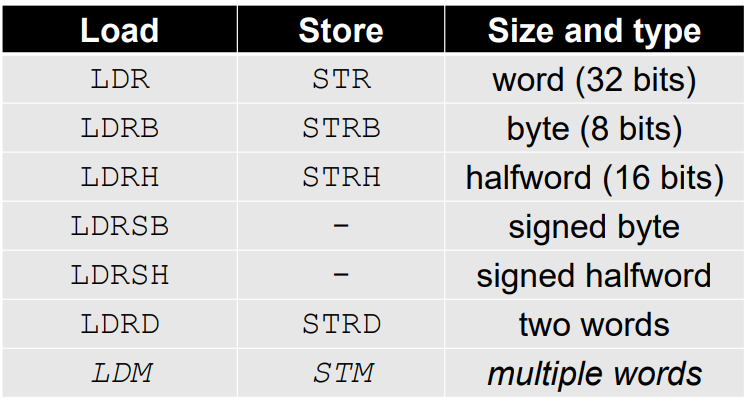 Load Store Size and type
LDR STR word (32 bits)
LDRB STRB byte (8 bits)
LDRH STRH halfword (16 bits)
LDRSB - signed byte
LDRSH - signed halfword
LDRD STRD two words
LDM STM multiple words